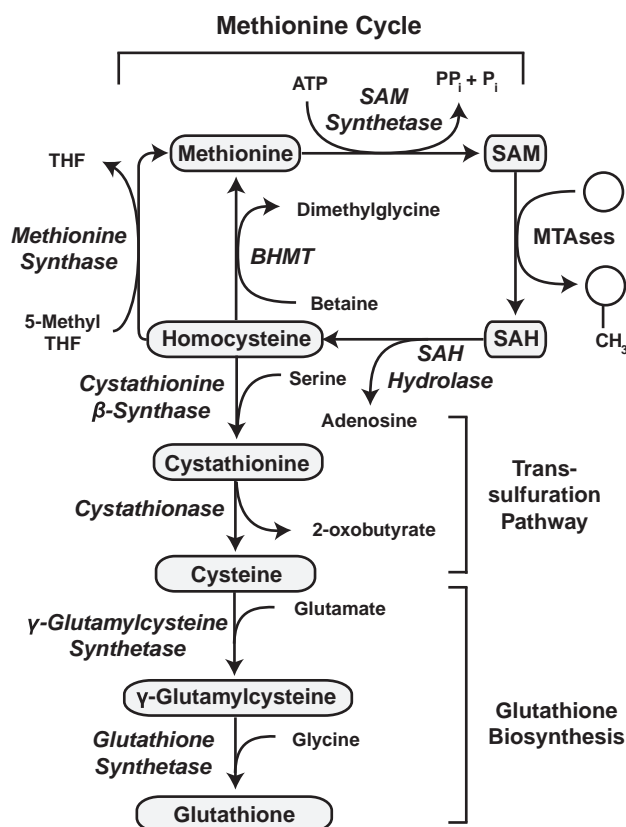 Methionine Cycle
ATP
PPi + Pi
SAM
Synthetase
THF
Methionine
SAM
Dimethylglycine
Methionine
Synthase
BHMT
MTAses
5-Methyl
THF
Betaine
Homocysteine
SAH
CH3
SAH
Hydrolase
Cystathionine
β-Synthase
Serine
Adenosine
Cystathionine
Trans-
sulfuration
Pathway
Cystathionase
2-oxobutyrate
Cysteine
γ-Glutamylcysteine
Synthetase
Glutamate
γ-Glutamylcysteine
Glutathione
Biosynthesis
Glutathione
Synthetase
Glycine
Glutathione